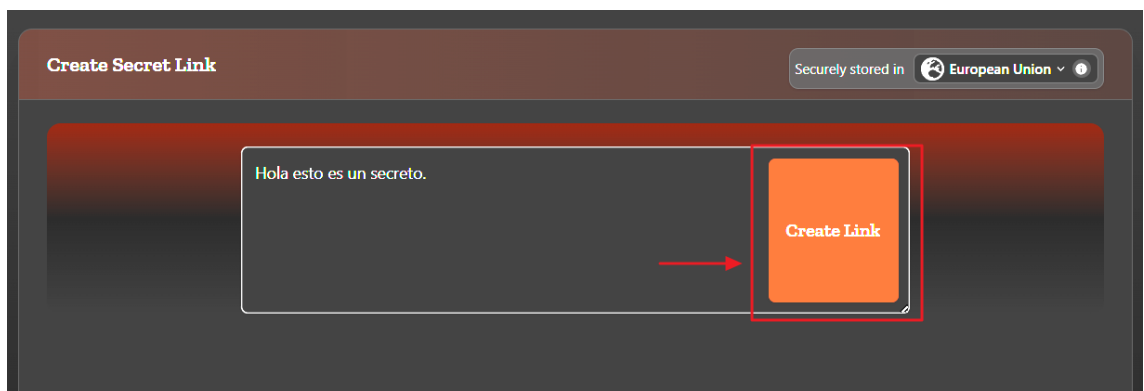 Create Secret Link
Securely stored in European Union
Hola esto es un secreto.
Create Link